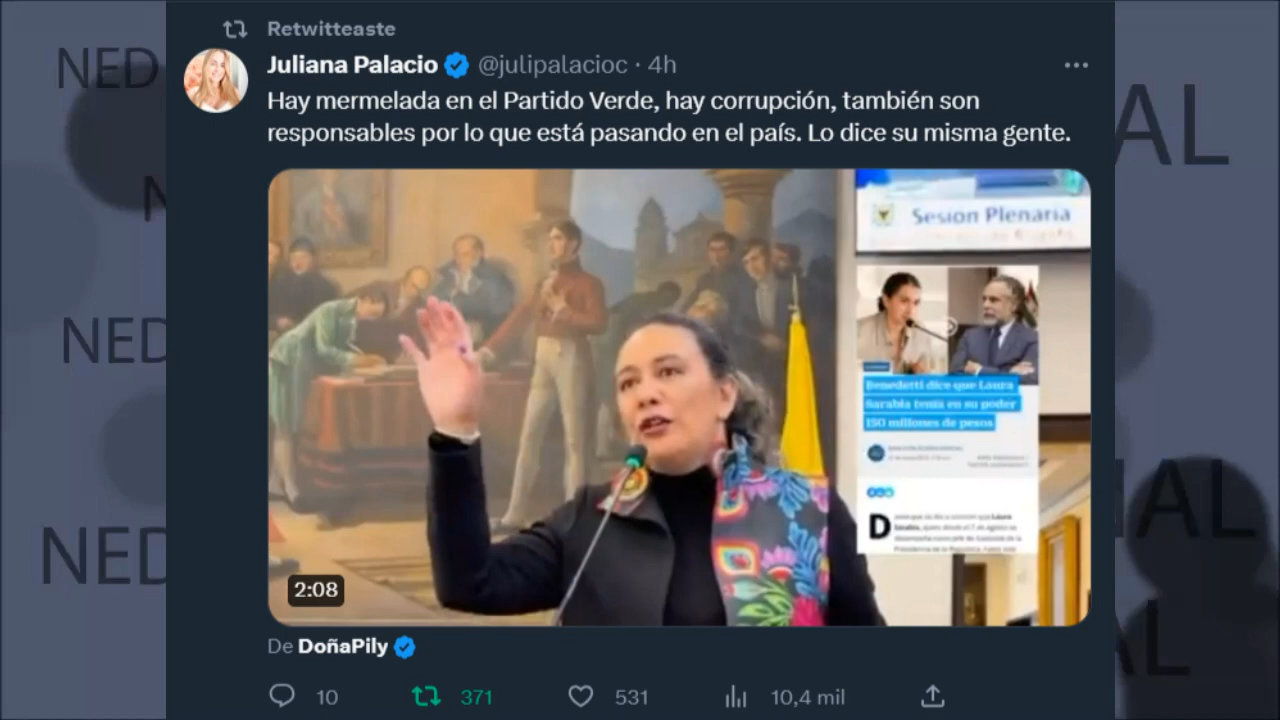 Retwitteaste
Juliana Palacio @julipalacioc · 4h
Hay mermelada en el Partido Verde, hay corrupción, también son
responsables por lo que está pasando en el país. Lo dice su misma gente.
Sesion Plenaria
Benedetti dice que Laura
Sarabia tenía en su poder
150 millones de pesos
D
2:08
De DoñaPily
10 371 531 10,4 mil
NED
NED
NED
AL
AL